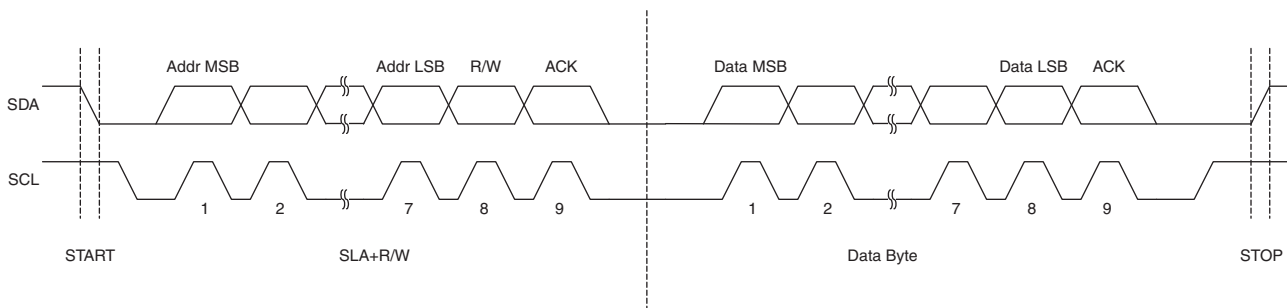 Addr MSB Addr LSB R/W ACK Data MSB Data LSB ACK
SDA
SCL
1 2 7 8 9 1 2 7 8 9
START SLA+R/W Data Byte STOP